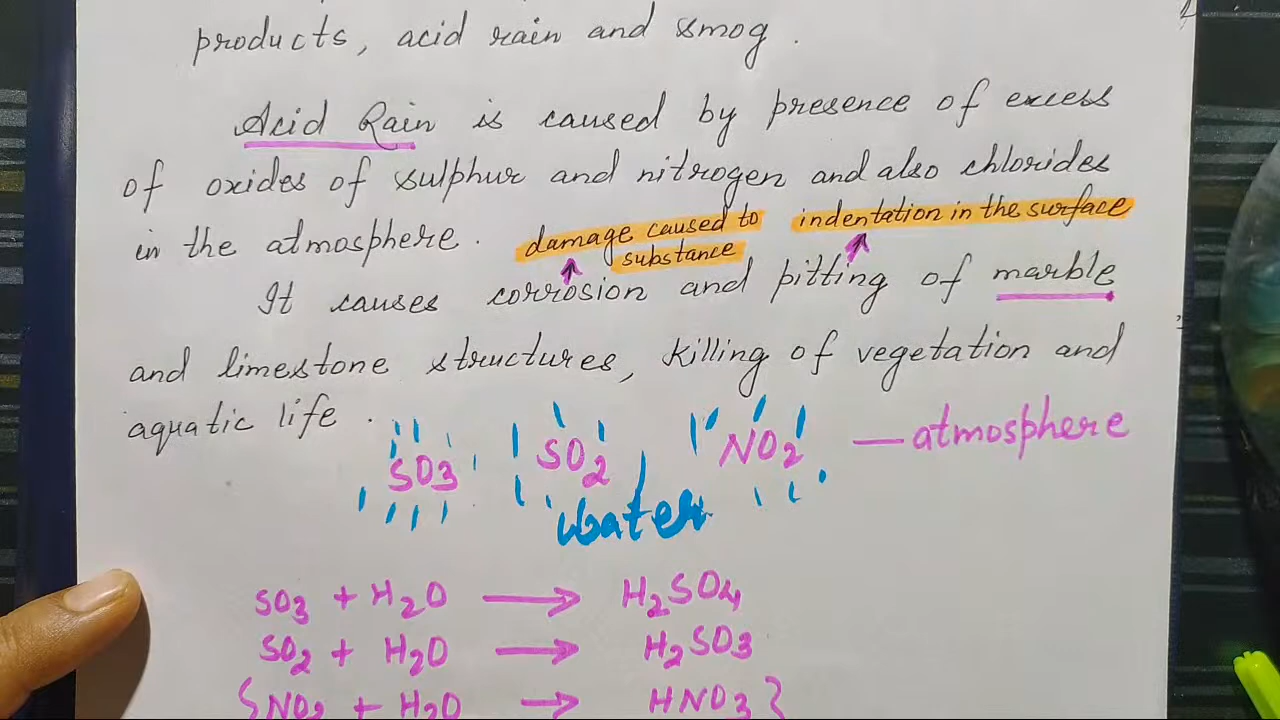 products, acid rain and smog.
Acid Rain is caused by presence of excess
of oxides of sulphur and nitrogen and also chlorides
in the atmosphere.
damage caused to
substance
indentation in the surface
It causes corrosion and pitting of marble
and limestone structures, killing of vegetation and
aquatic life.
SO3 SO2 NO2 — atmosphere
water
SO3 + H2O → H2SO4
SO2 + H2O → H2SO3
{NO2 + H2O → HNO3}